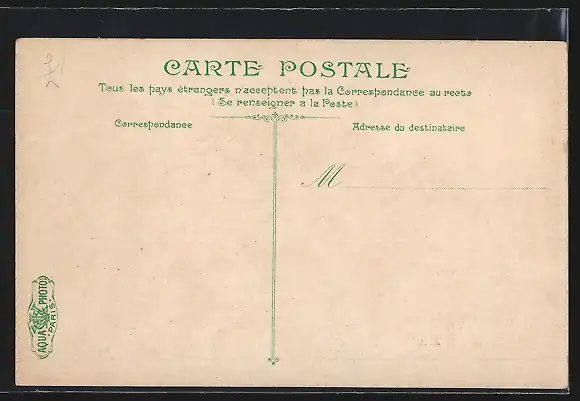 CARTE POSTALE
Tous les pays étrangers n'acceptent pas la Correspondance au recto
(Se renseigner a la Poste)
Correspondance
Adresse du destinataire
M
AQUA PHOTO
PARIS